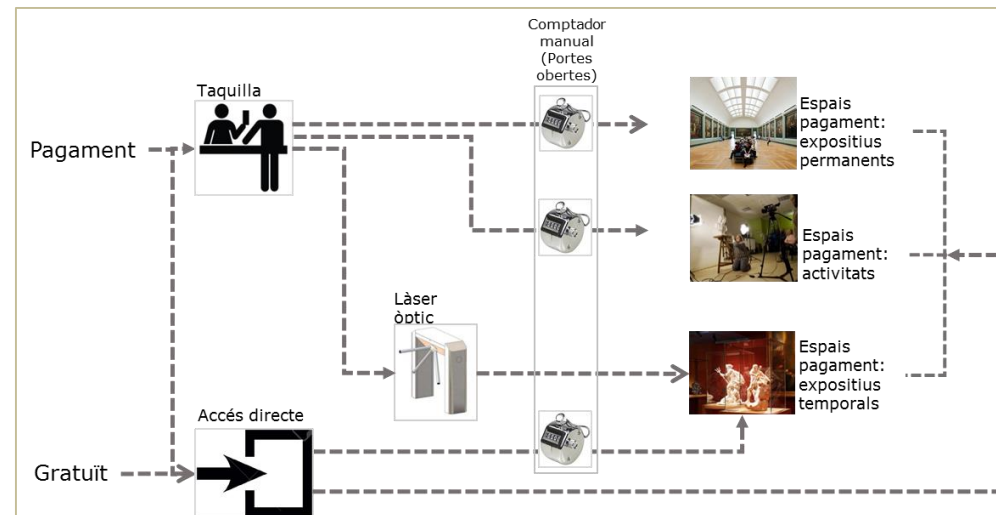 Comptador
manual
(Portes
obertes)
Taquilla
Pagament
Espais
pagament:
expositius
permanents
Espais
pagament:
activitats
Làser
òptic
Espais
pagament:
expositius
temporals
Accés directe
Gratuït